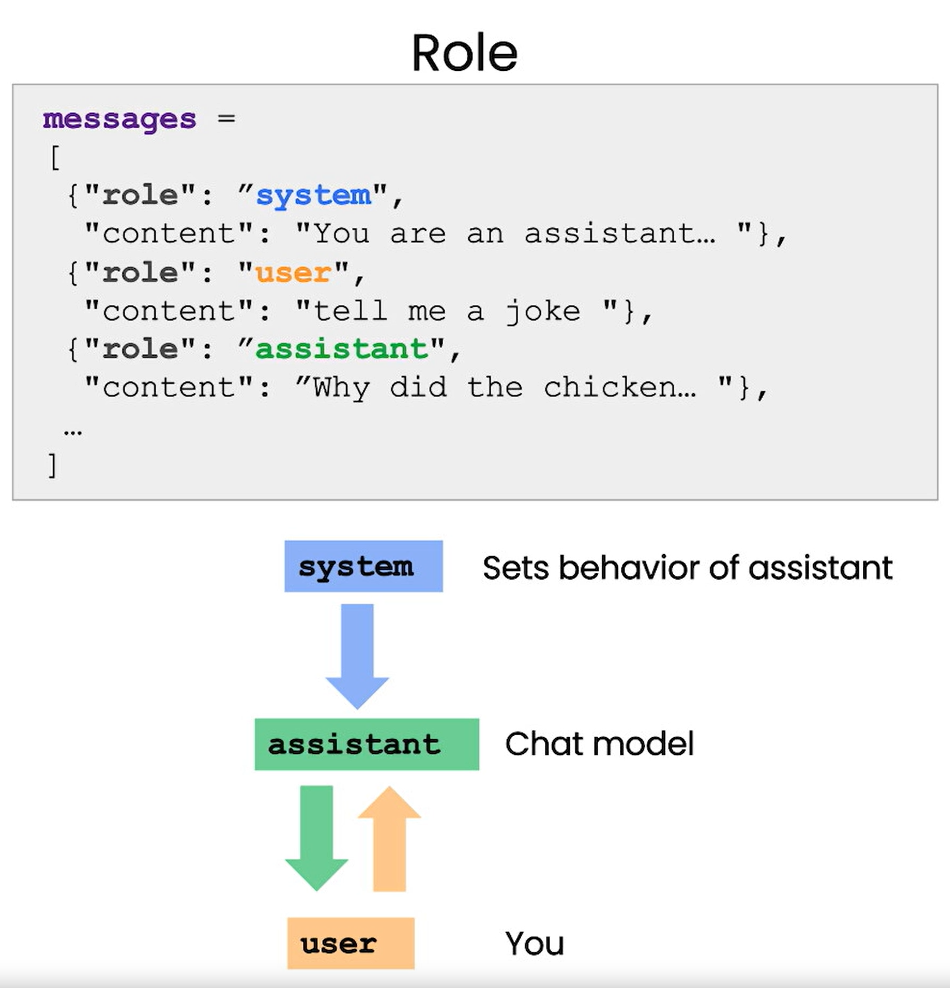 Role
messages =
[
{"role": ”system",
"content": "You are an assistant… "},
{"role": "user",
"content": "tell me a joke "},
{"role": ”assistant",
"content": ”Why did the chicken… "},
…
]
system Sets behavior of assistant
assistant Chat model
user You